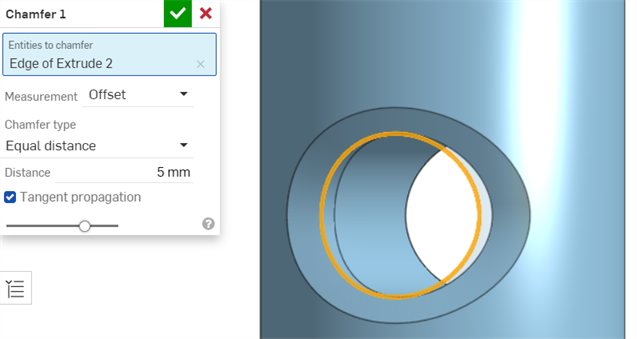 Chamfer 1
Entities to chamfer
Edge of Extrude 2
Measurement Offset
Chamfer type
Equal distance
Distance 5 mm
Tangent propagation